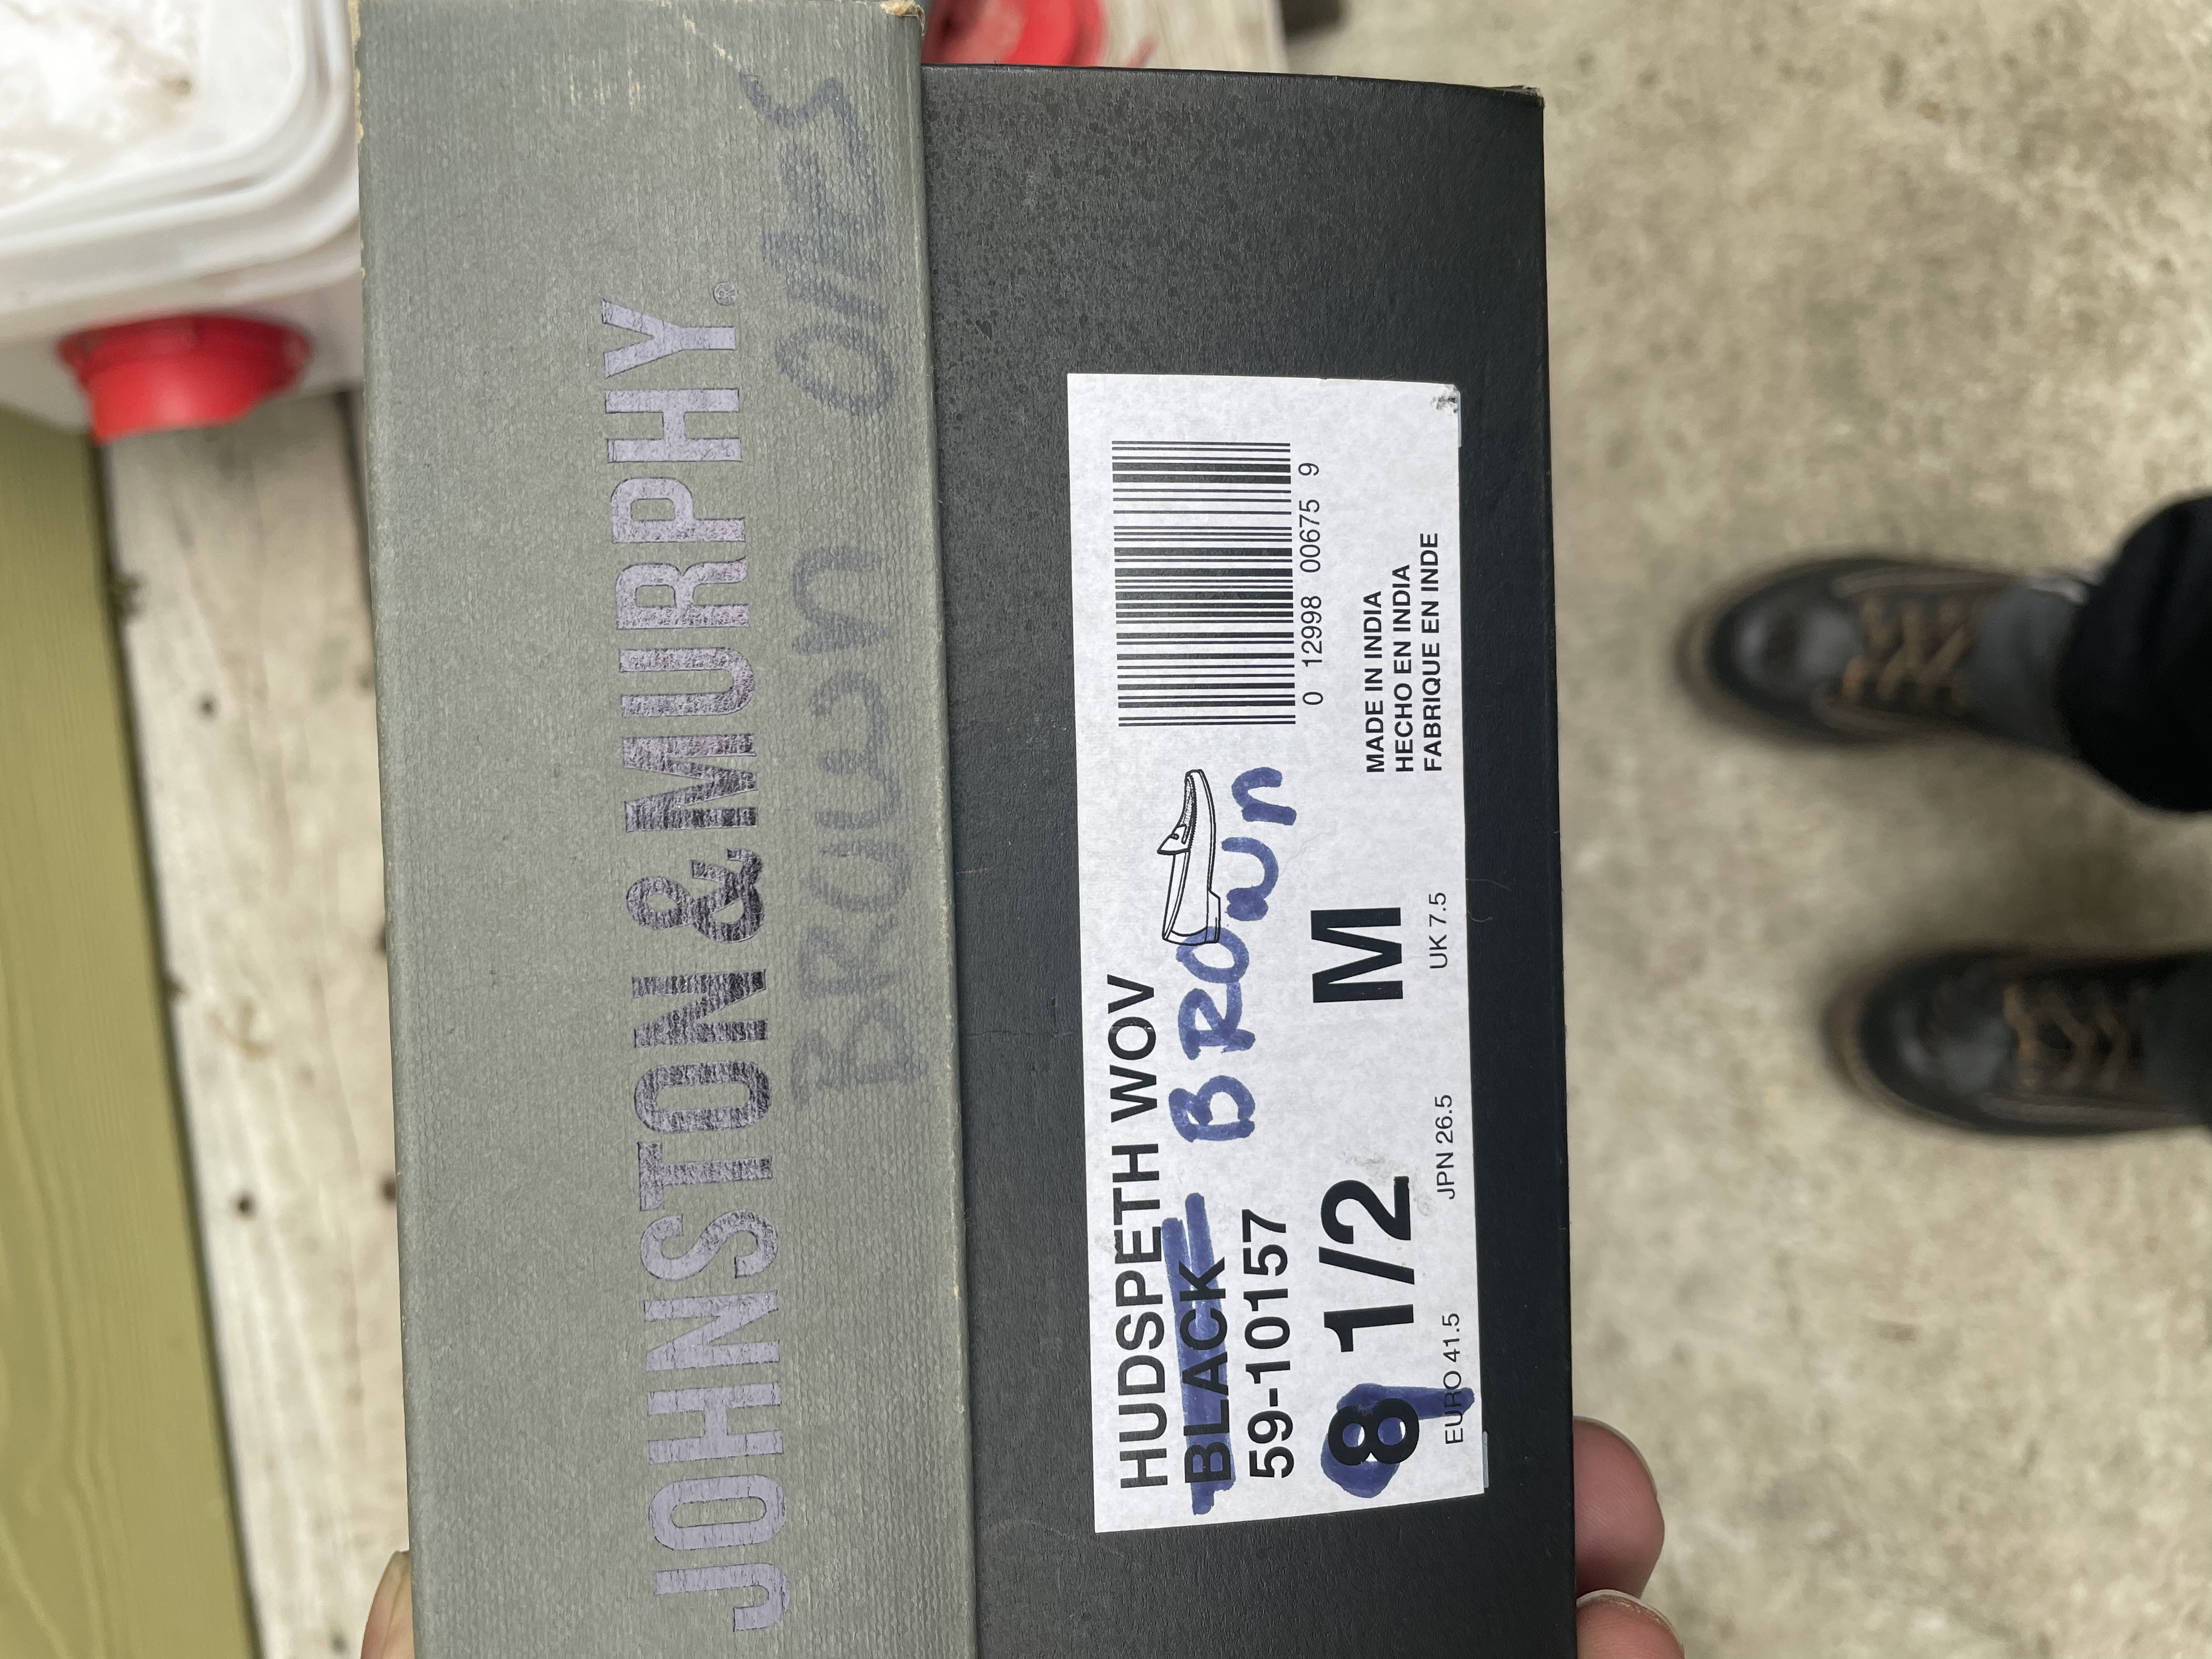 JOHNSTON & MURPHY®
BROWN Ones
HUDSPETH WOV
BLACK BROWN
59-10157
8 1/2 M
EURO 41.5 JPN 26.5 UK 7.5
0 12998 00675 9
MADE IN INDIA
HECHO EN INDIA
FABRIQUE EN INDE